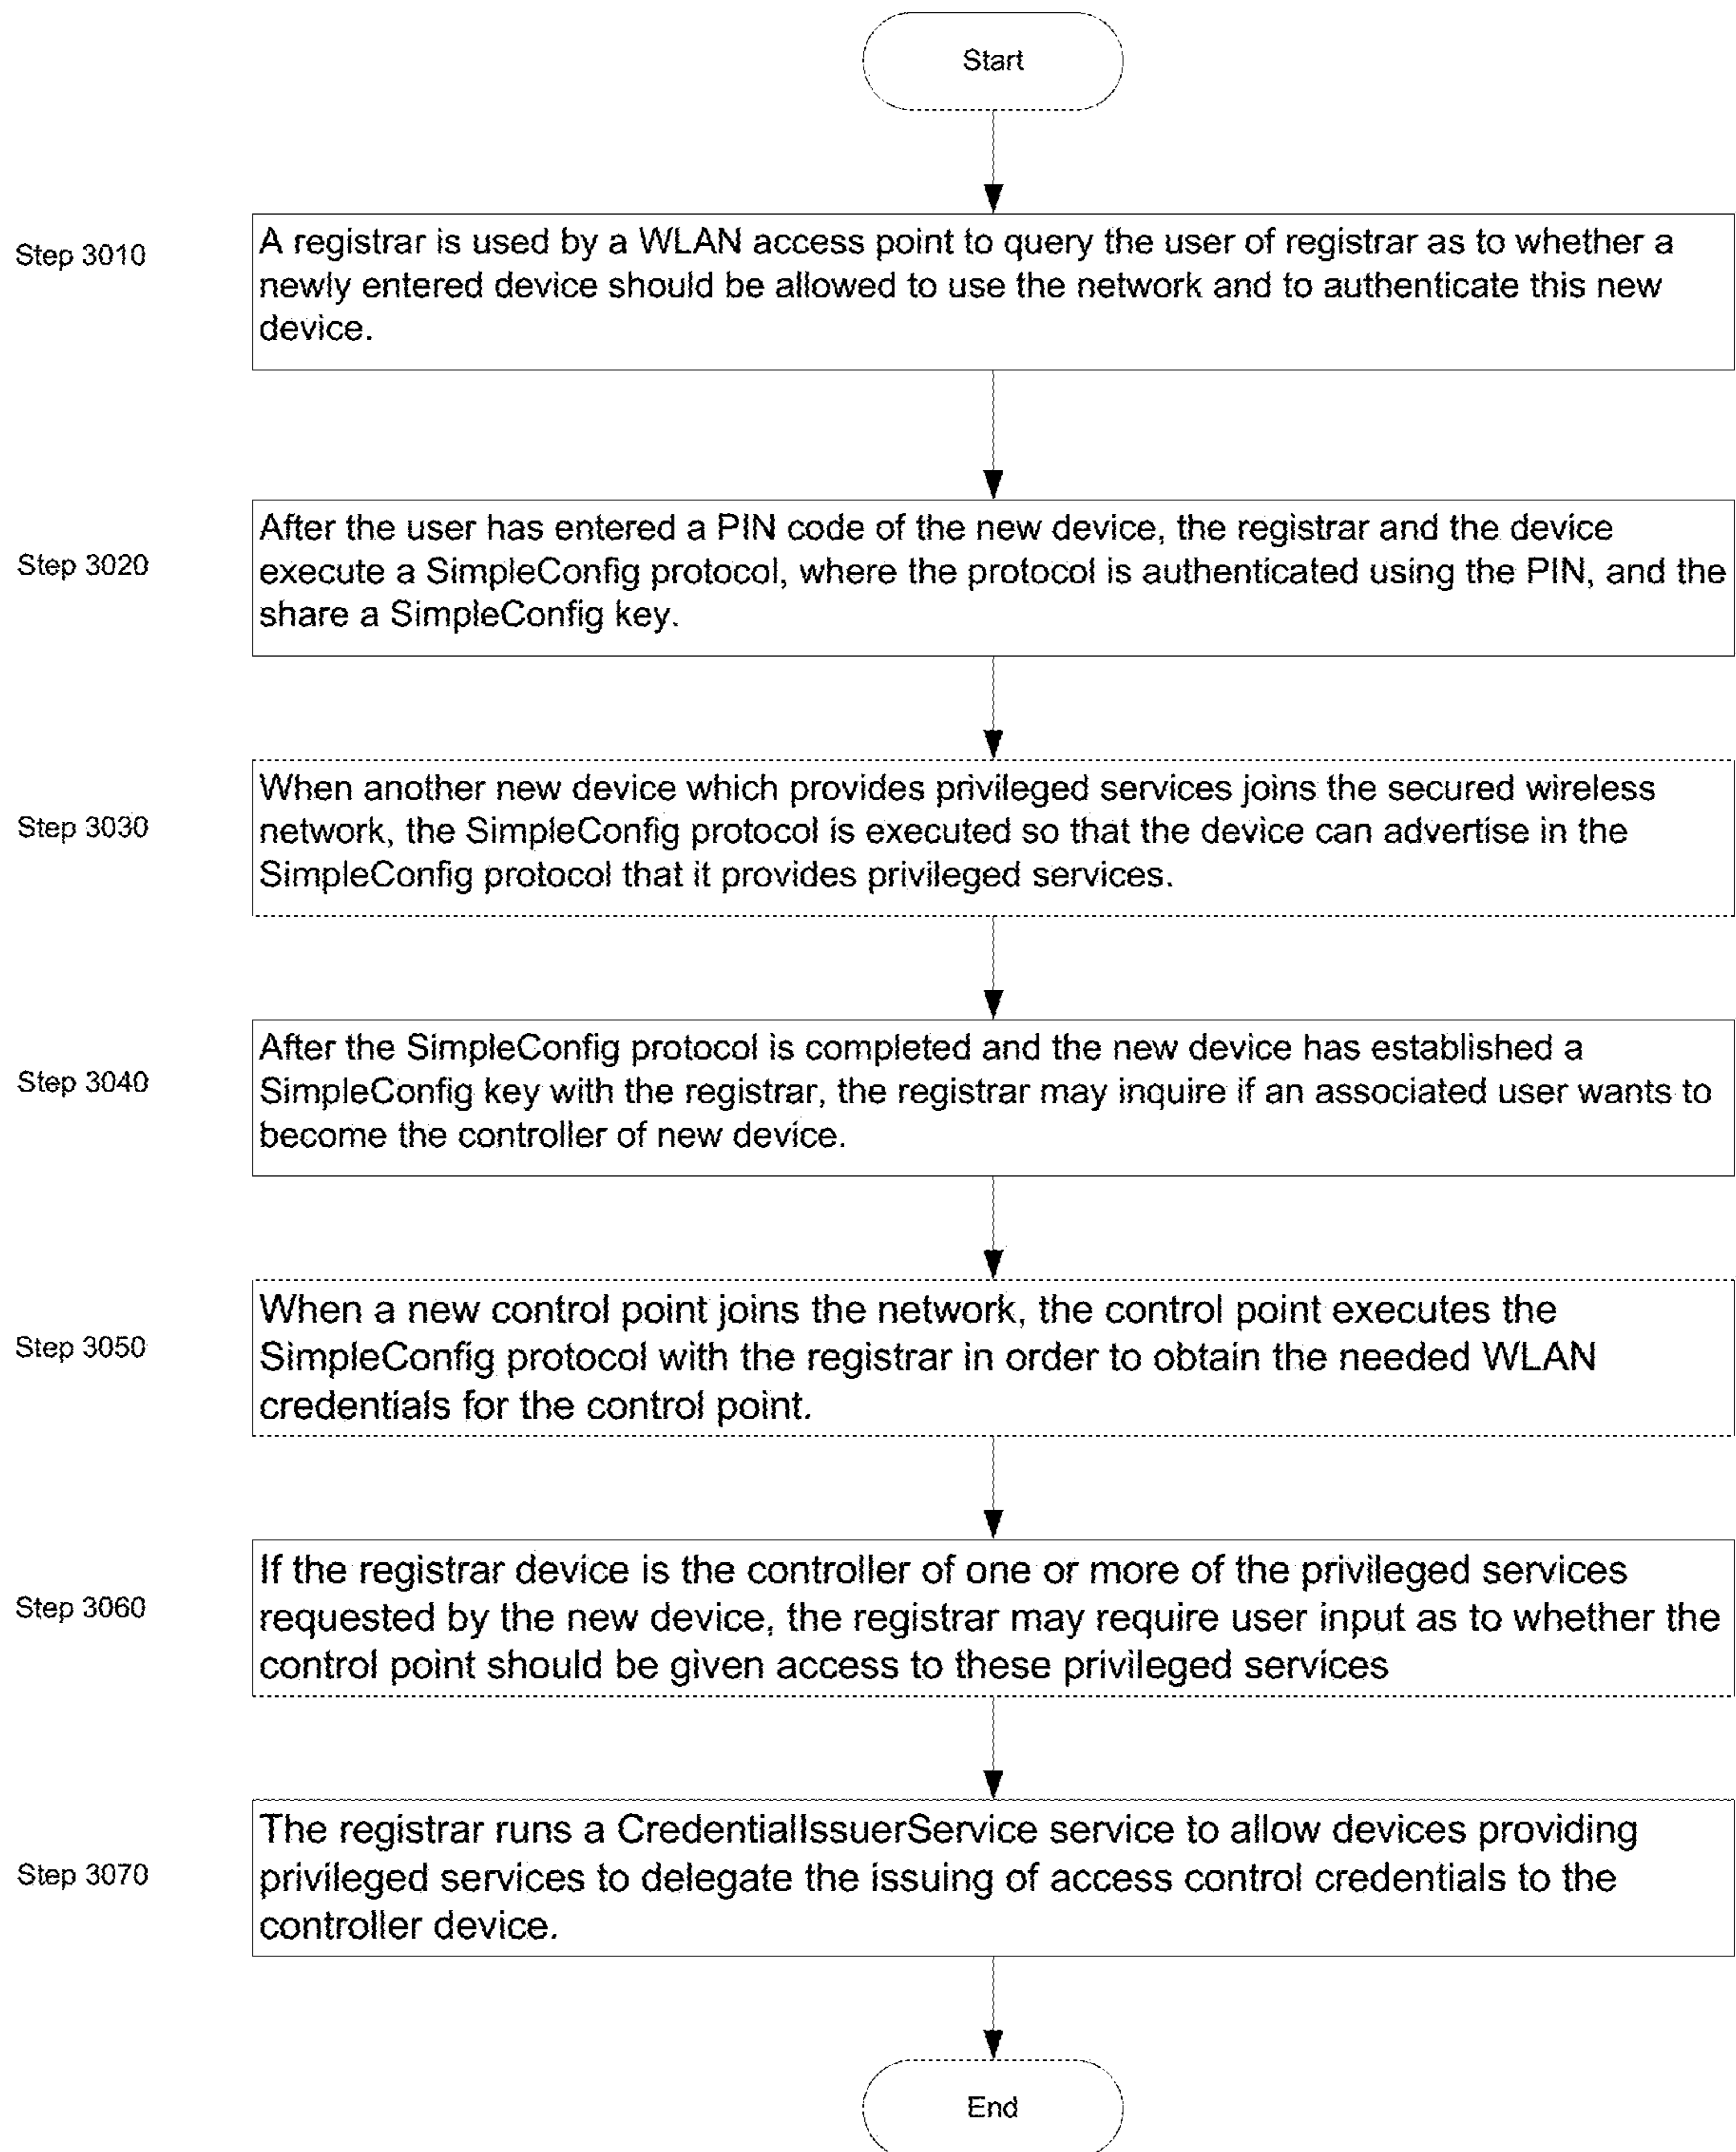 Start
Step 3010
A registrar is used by a WLAN access point to query the user of registrar as to whether a
newly entered device should be allowed to use the network and to authenticate this new
device.
Step 3020
After the user has entered a PIN code of the new device, the registrar and the device
execute a SimpleConfig protocol, where the protocol is authenticated using the PIN, and the
share a SimpleConfig key.
Step 3030
When another new device which provides privileged services joins the secured wireless
network, the SimpleConfig protocol is executed so that the device can advertise in the
SimpleConfig protocol that it provides privileged services.
Step 3040
After the SimpleConfig protocol is completed and the new device has established a
SimpleConfig key with the registrar, the registrar may inquire if an associated user wants to
become the controller of new device.
Step 3050
When a new control point joins the network, the control point executes the
SimpleConfig protocol with the registrar in order to obtain the needed WLAN
credentials for the control point.
Step 3060
If the registrar device is the controller of one or more of the privileged services
requested by the new device, the registrar may require user input as to whether the
control point should be given access to these privileged services
Step 3070
The registrar runs a CredentialIssuerService service to allow devices providing
privileged services to delegate the issuing of access control credentials to the
controller device.
End